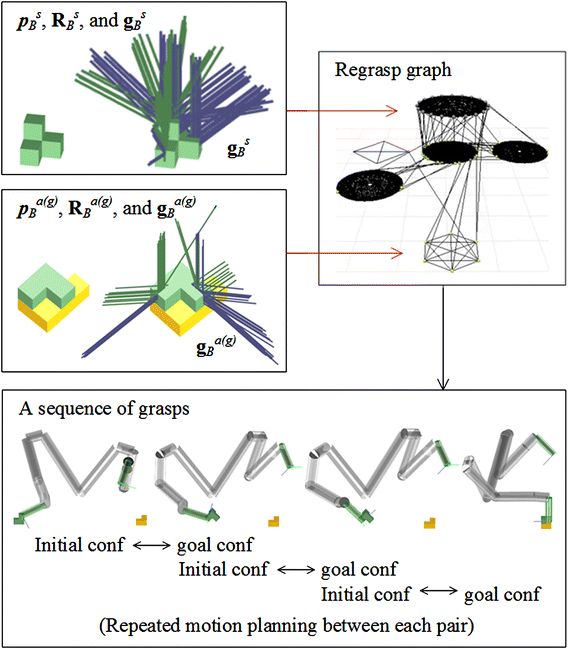 p_B^s, R_B^s, and g_B^s
g_B^s
p_B^a(g), R_B^a(g), and g_B^a(g)
g_B^a(g)
Regrasp graph
A sequence of grasps
Initial conf ⟷ goal conf
Initial conf ⟷ goal conf
Initial conf ⟷ goal conf
(Repeated motion planning between each pair)